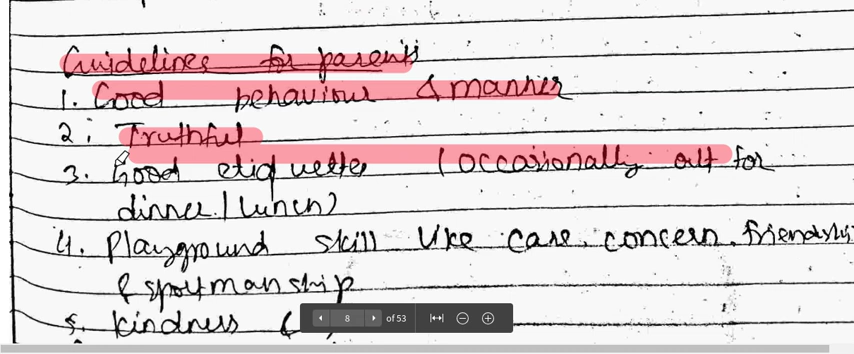 Guidelines for parents
1. Good behaviour & manner
2. Truthful
3. Good etiquettes (occasionally out for
dinner / lunch)
4. Playground skill like care, concern, friendship
& sportmanship
5. kindness &
8 of 53